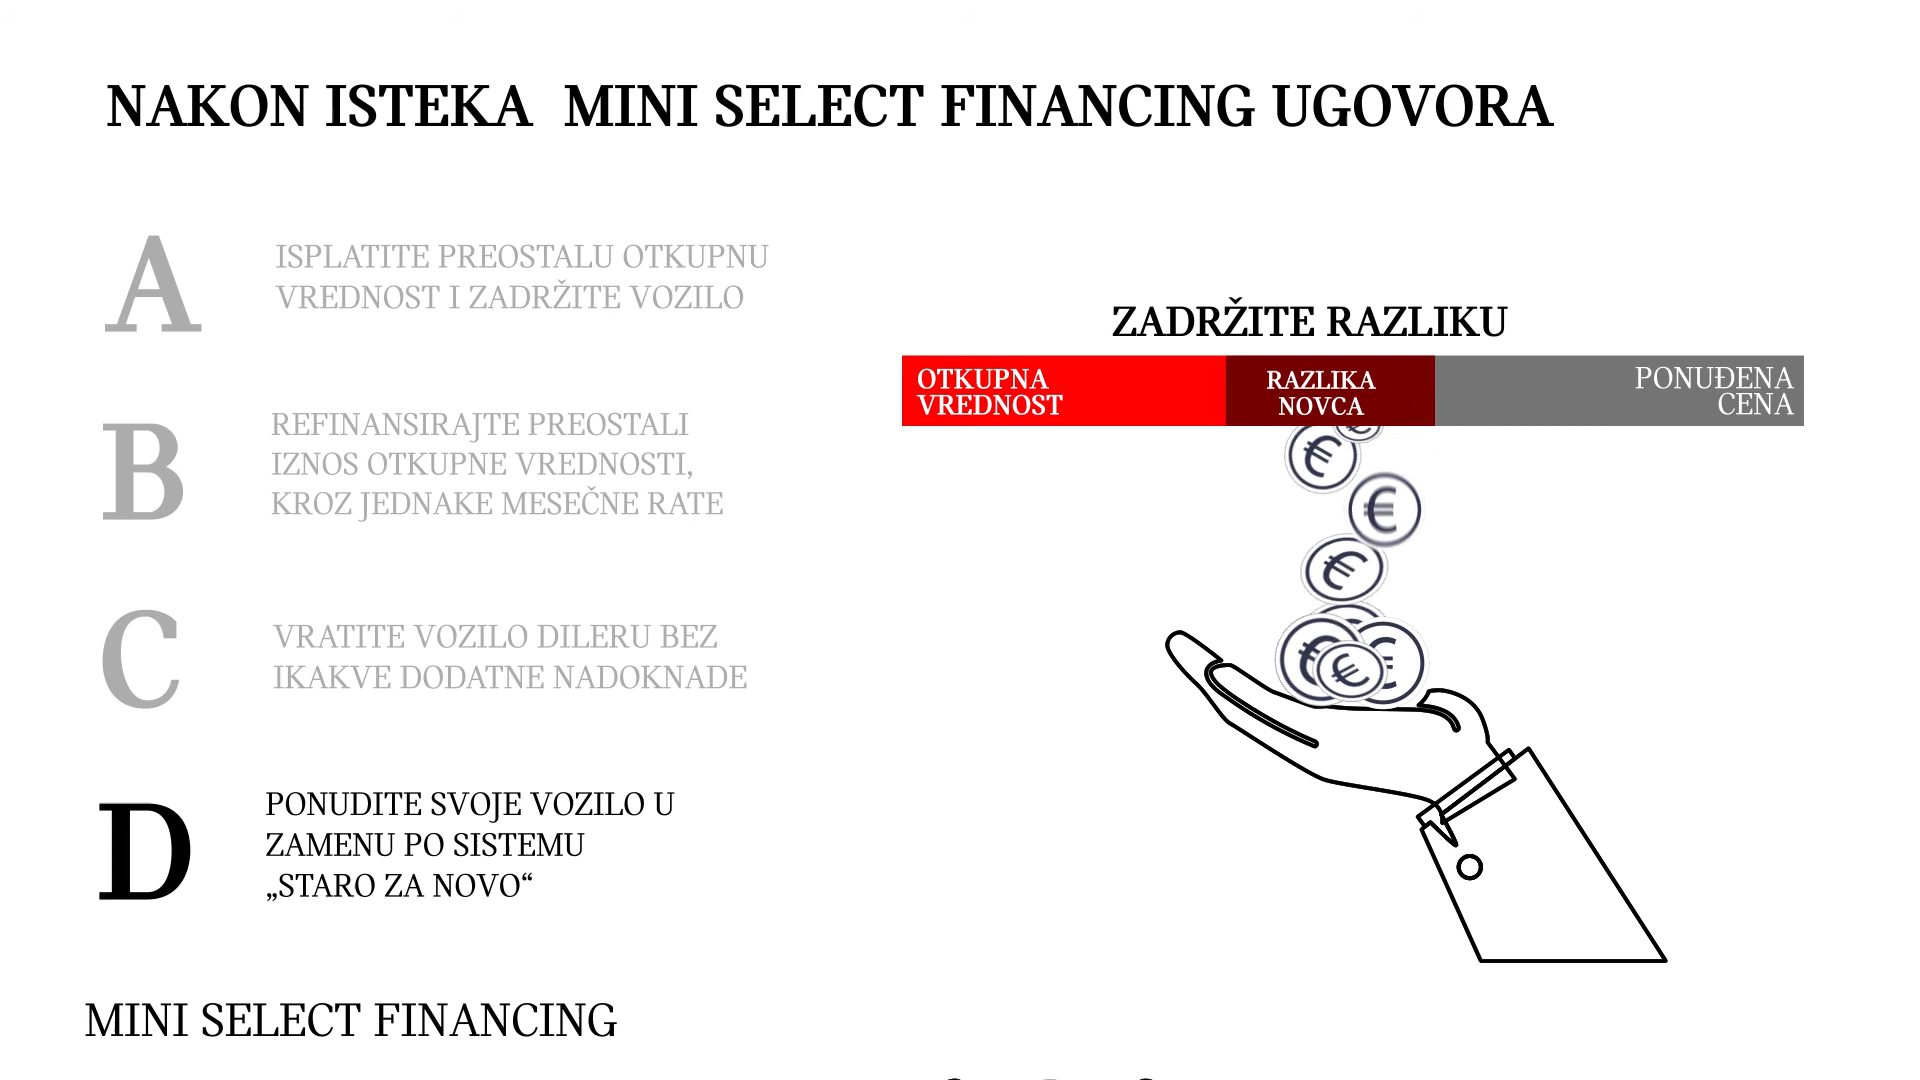 NAKON ISTEKA MINI SELECT FINANCING UGOVORA
A
ISPLATITE PREOSTALU OTKUPNU
VREDNOST I ZADRŽITE VOZILO
B
REFINANSIRAJTE PREOSTALI
IZNOS OTKUPNE VREDNOSTI,
KROZ JEDNAKE MESEČNE RATE
C
VRATITE VOZILO DILERU BEZ
IKAKVE DODATNE NADOKNADE
D
PONUDITE SVOJE VOZILO U
ZAMENU PO SISTEMU
„STARO ZA NOVO“
ZADRŽITE RAZLIKU
OTKUPNA
VREDNOST
RAZLIKA
NOVCA
PONUĐENA
CENA
€
€
€
€
€
€
€
MINI SELECT FINANCING